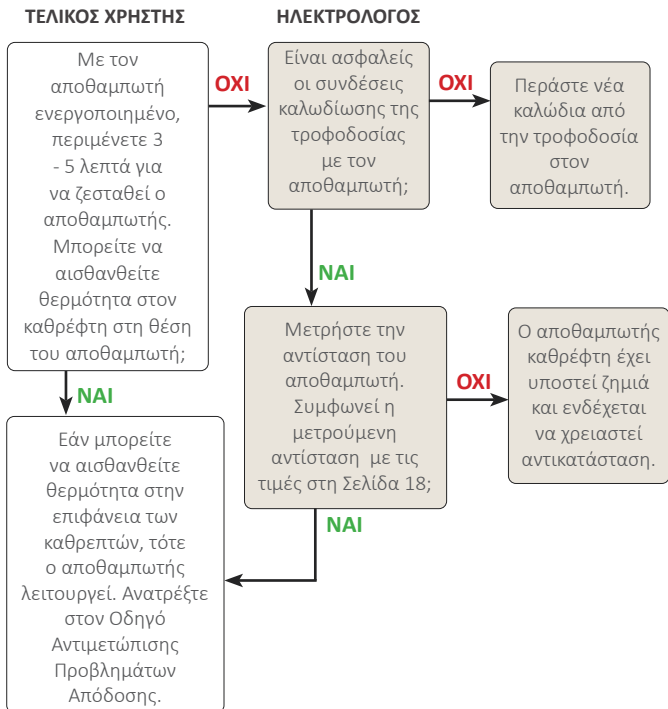 ΤΕΛΙΚΟΣ ΧΡΗΣΤΗΣ
ΗΛΕΚΤΡΟΛΟΓΟΣ
Με τον
αποθαμπωτή
ενεργοποιημένο,
περιμένετε 3
- 5 λεπτά για
να ζεσταθεί ο
αποθαμπωτής.
Μπορείτε να
αισθανθείτε
θερμότητα στον
καθρέφτη στη θέση
του αποθαμπωτή;
ΟΧΙ
Είναι ασφαλείς
οι συνδέσεις
καλωδίωσης της
τροφοδοσίας
με τον
αποθαμπωτή;
ΟΧΙ
Περάστε νέα
καλώδια από
την τροφοδοσία
στον
αποθαμπωτή.
ΝΑΙ
Μετρήστε την
αντίσταση του
αποθαμπωτή.
Συμφωνεί η
μετρούμενη
αντίσταση με τις
τιμές στη Σελίδα 18;
ΟΧΙ
Ο αποθαμπωτής
καθρέφτη έχει
υποστεί ζημιά
και ενδέχεται
να χρειαστεί
αντικατάσταση.
ΝΑΙ
Εάν μπορείτε
να αισθανθείτε
θερμότητα στην
επιφάνεια των
καθρεπτών, τότε
ο αποθαμπωτής
λειτουργεί. Ανατρέξτε
στον Οδηγό
Αντιμετώπισης
Προβλημάτων
Απόδοσης.
ΝΑΙ